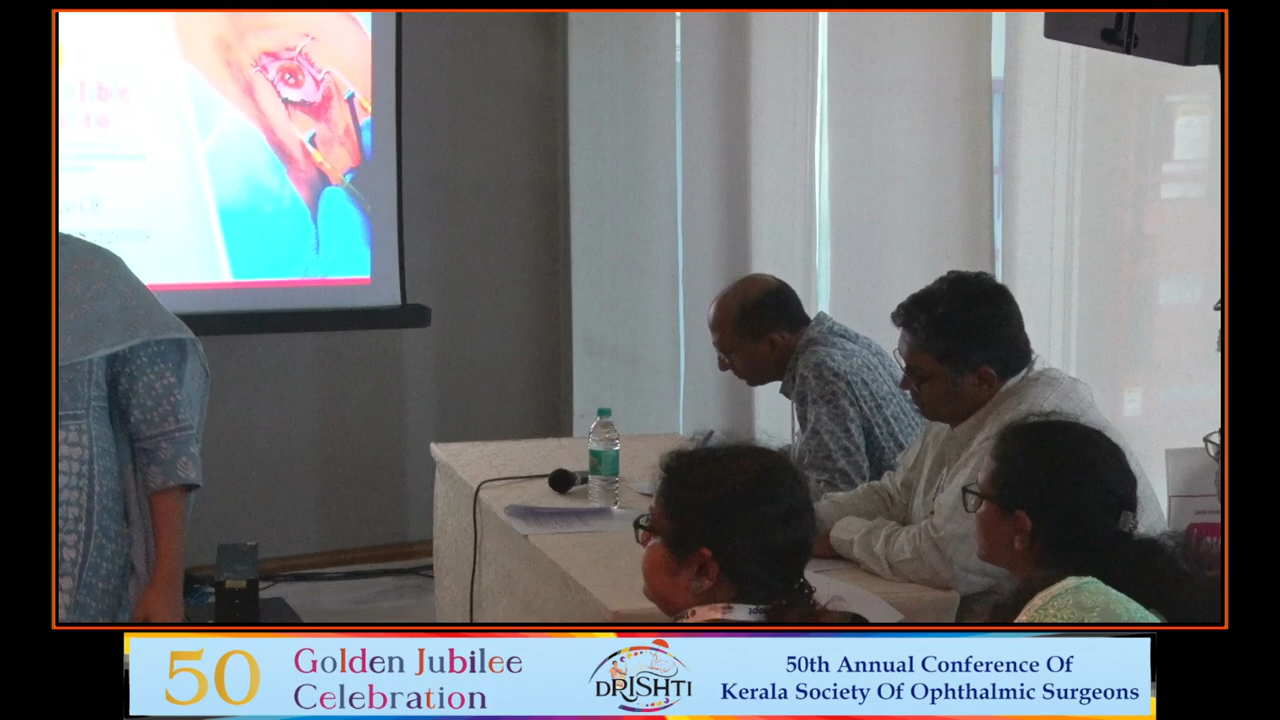 50
Golden Jubilee
Celebration
DRISHTI
50th Annual Conference Of
Kerala Society Of Ophthalmic Surgeons